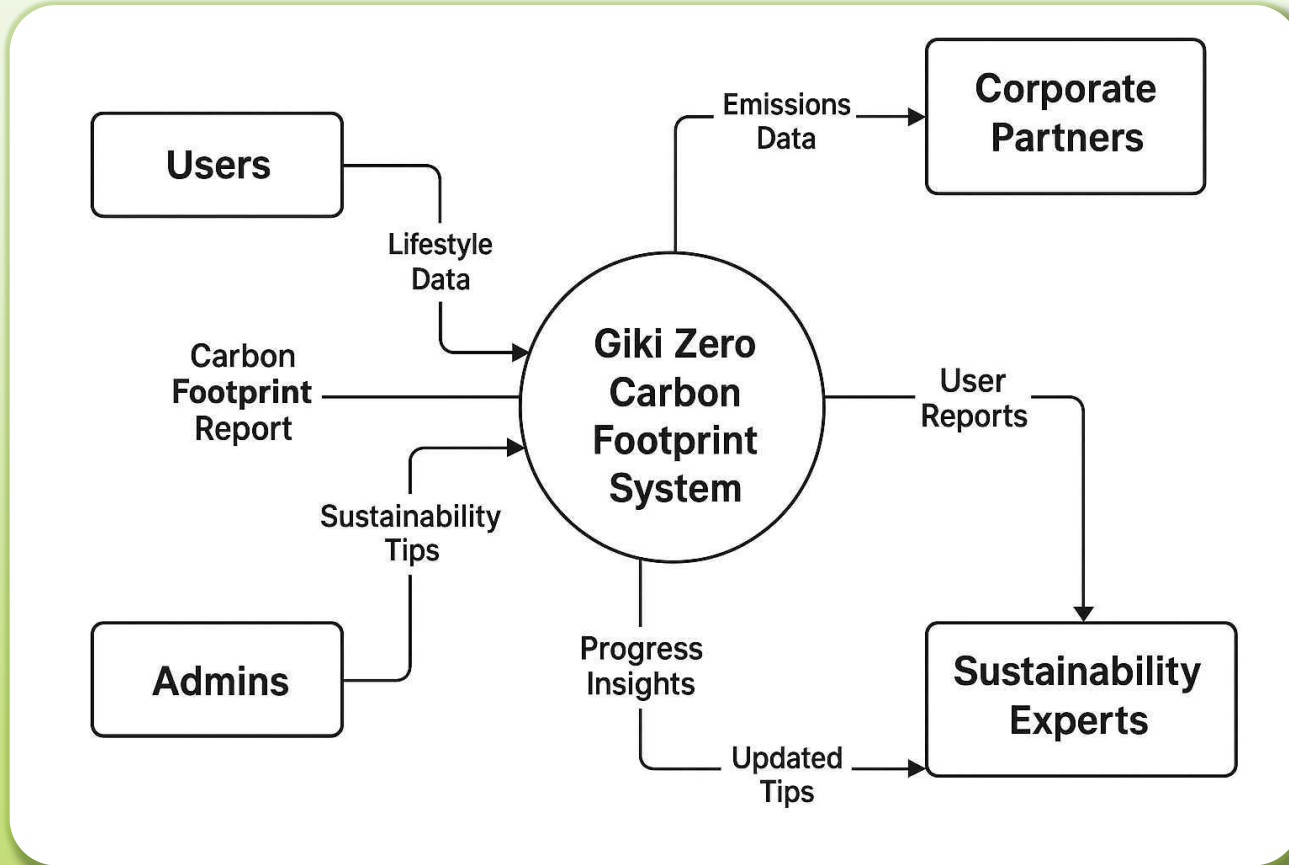 Users
Lifestyle
Data
Carbon
Footprint
Report
Sustainability
Tips
Admins
Giki Zero
Carbon
Footprint
System
Emissions
Data
Corporate
Partners
User
Reports
Progress
Insights
Updated
Tips
Sustainability
Experts